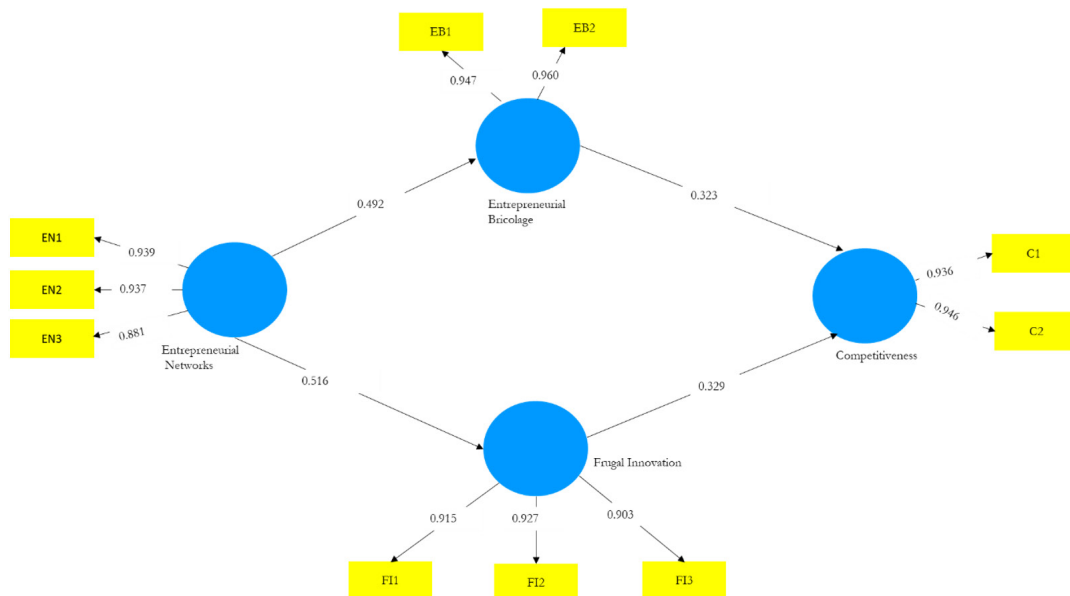 EB1
EB2
0.947
0.960
Entrepreneurial
Bricolage
0.492
0.323
EN1
EN2
EN3
0.939
0.937
0.881
Entrepreneurial
Networks
C1
C2
0.936
0.946
Competitiveness
0.516
0.329
Frugal Innovation
0.915
0.927
0.903
FI1
FI2
FI3